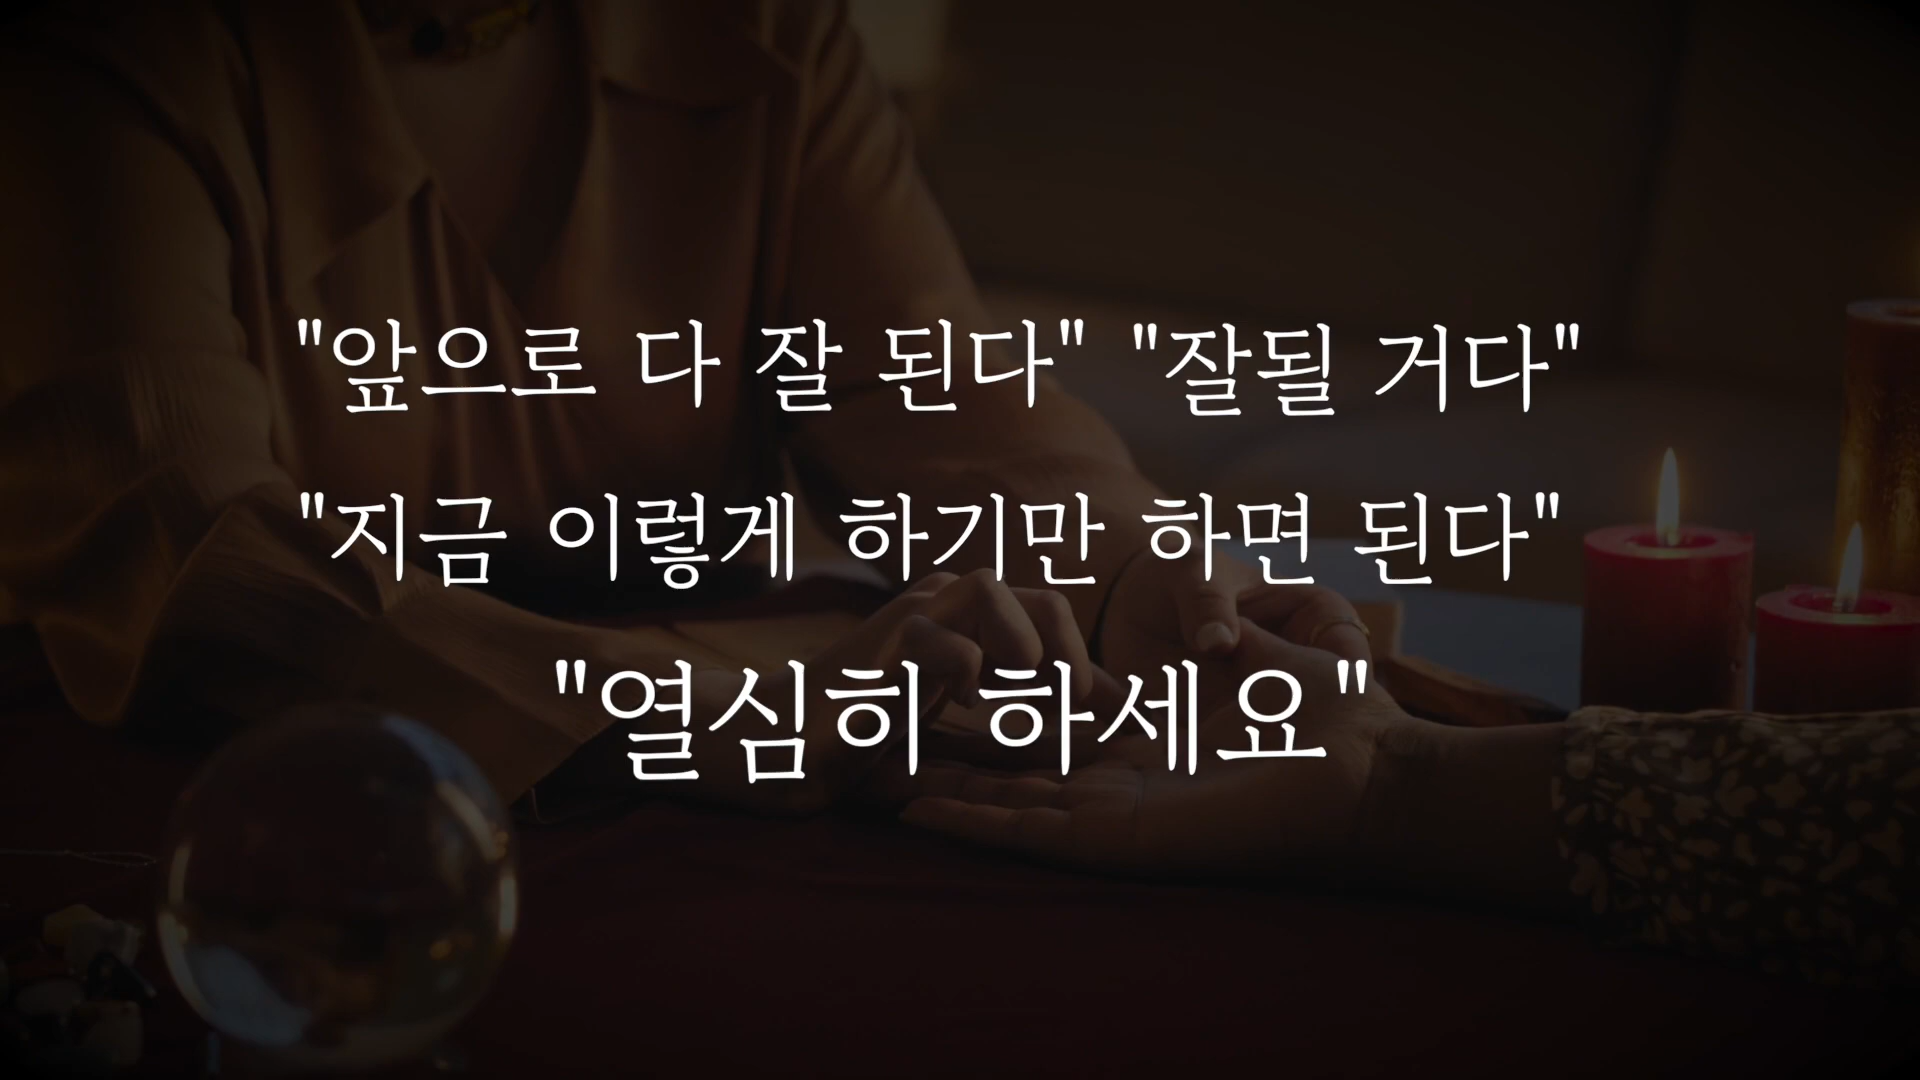 "앞으로 다 잘 된다" "잘될 거다"
"지금 이렇게 하기만 하면 된다"
"열심히 하세요"